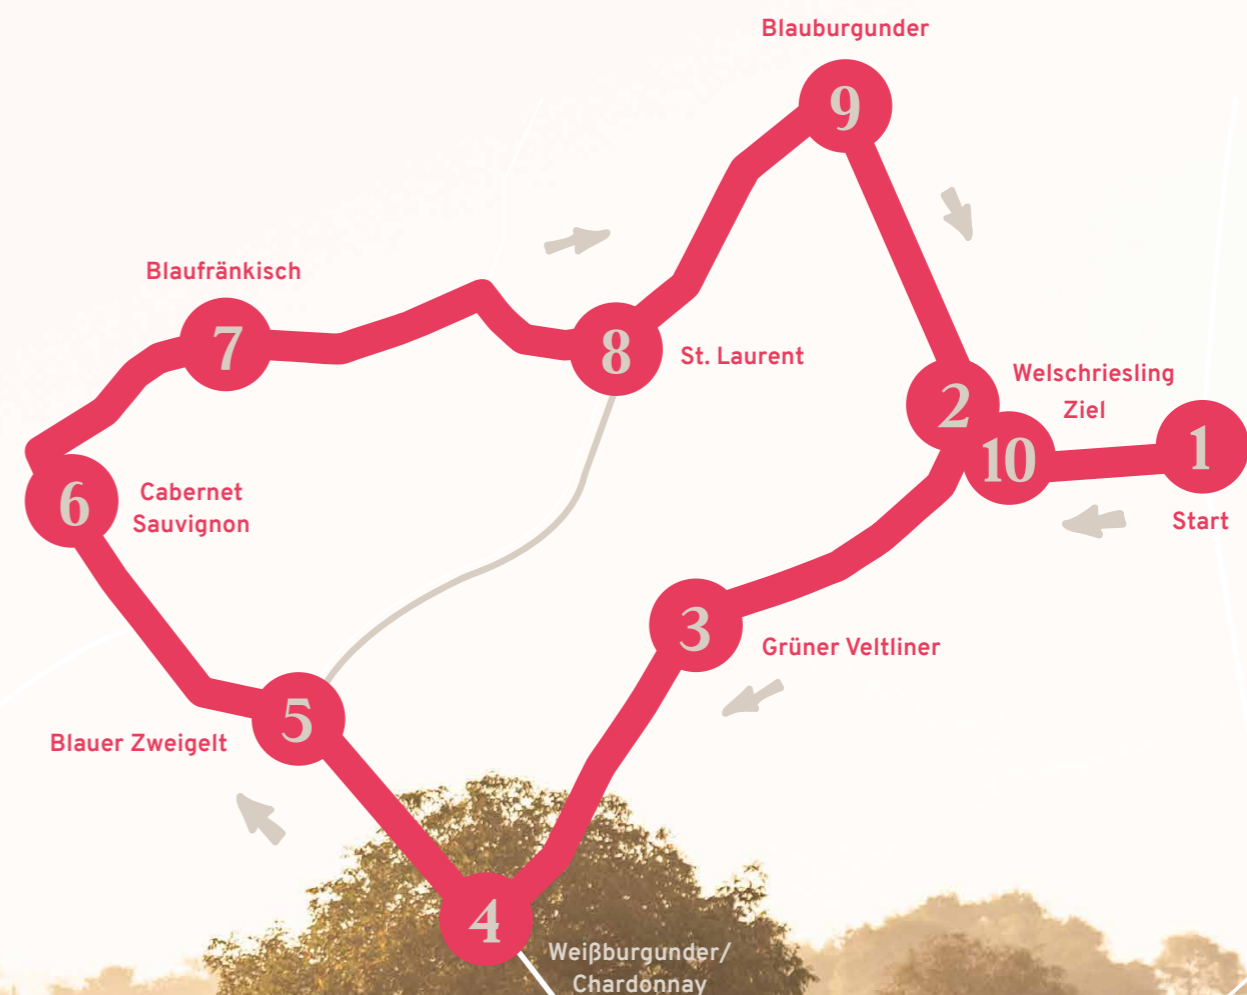 Blauburgunder
9
Blaufränkisch
7
8
St. Laurent
2
Welschriesling
Ziel
10
1
Start
6
Cabernet
Sauvignon
3
Grüner Veltliner
5
Blauer Zweigelt
4
Weißburgunder/
Chardonnay